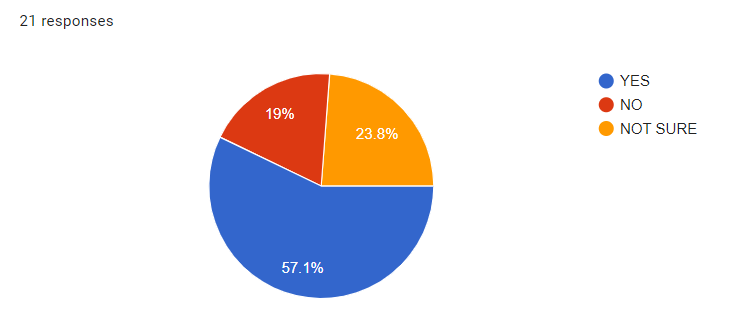 21 responses
YES
NO
NOT SURE
19%
23.8%
57.1%